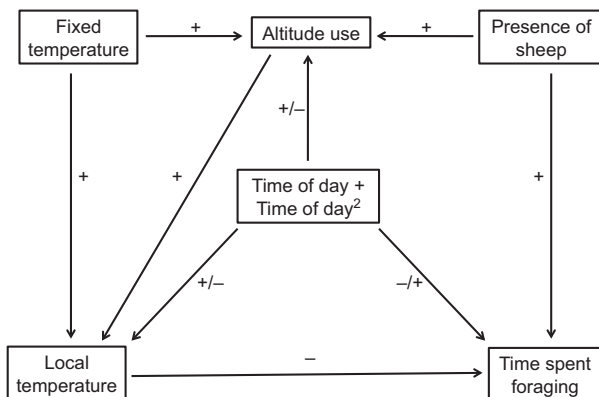 Fixed
temperature
+
Altitude use
+
Presence of
sheep
+/–
+
+
Time of day +
Time of day²
+
+/–
–/+
Local
temperature
–
Time spent
foraging